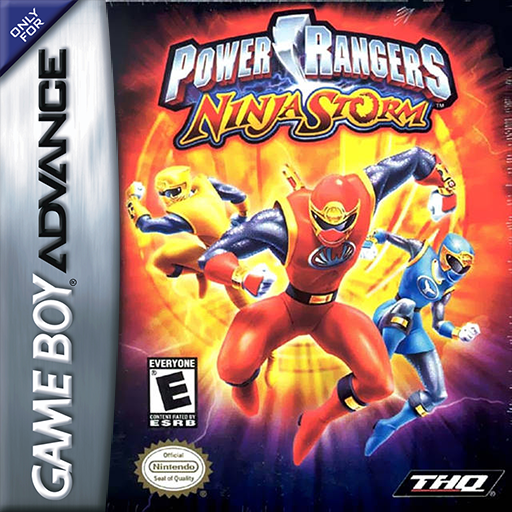 ONLY
FOR
GAME BOY ADVANCE
POWER RANGERS
NINJA STORM
TM
EVERYONE
E
CONTENT RATED BY
ESRB
Official
Nintendo
Seal of Quality
THQ